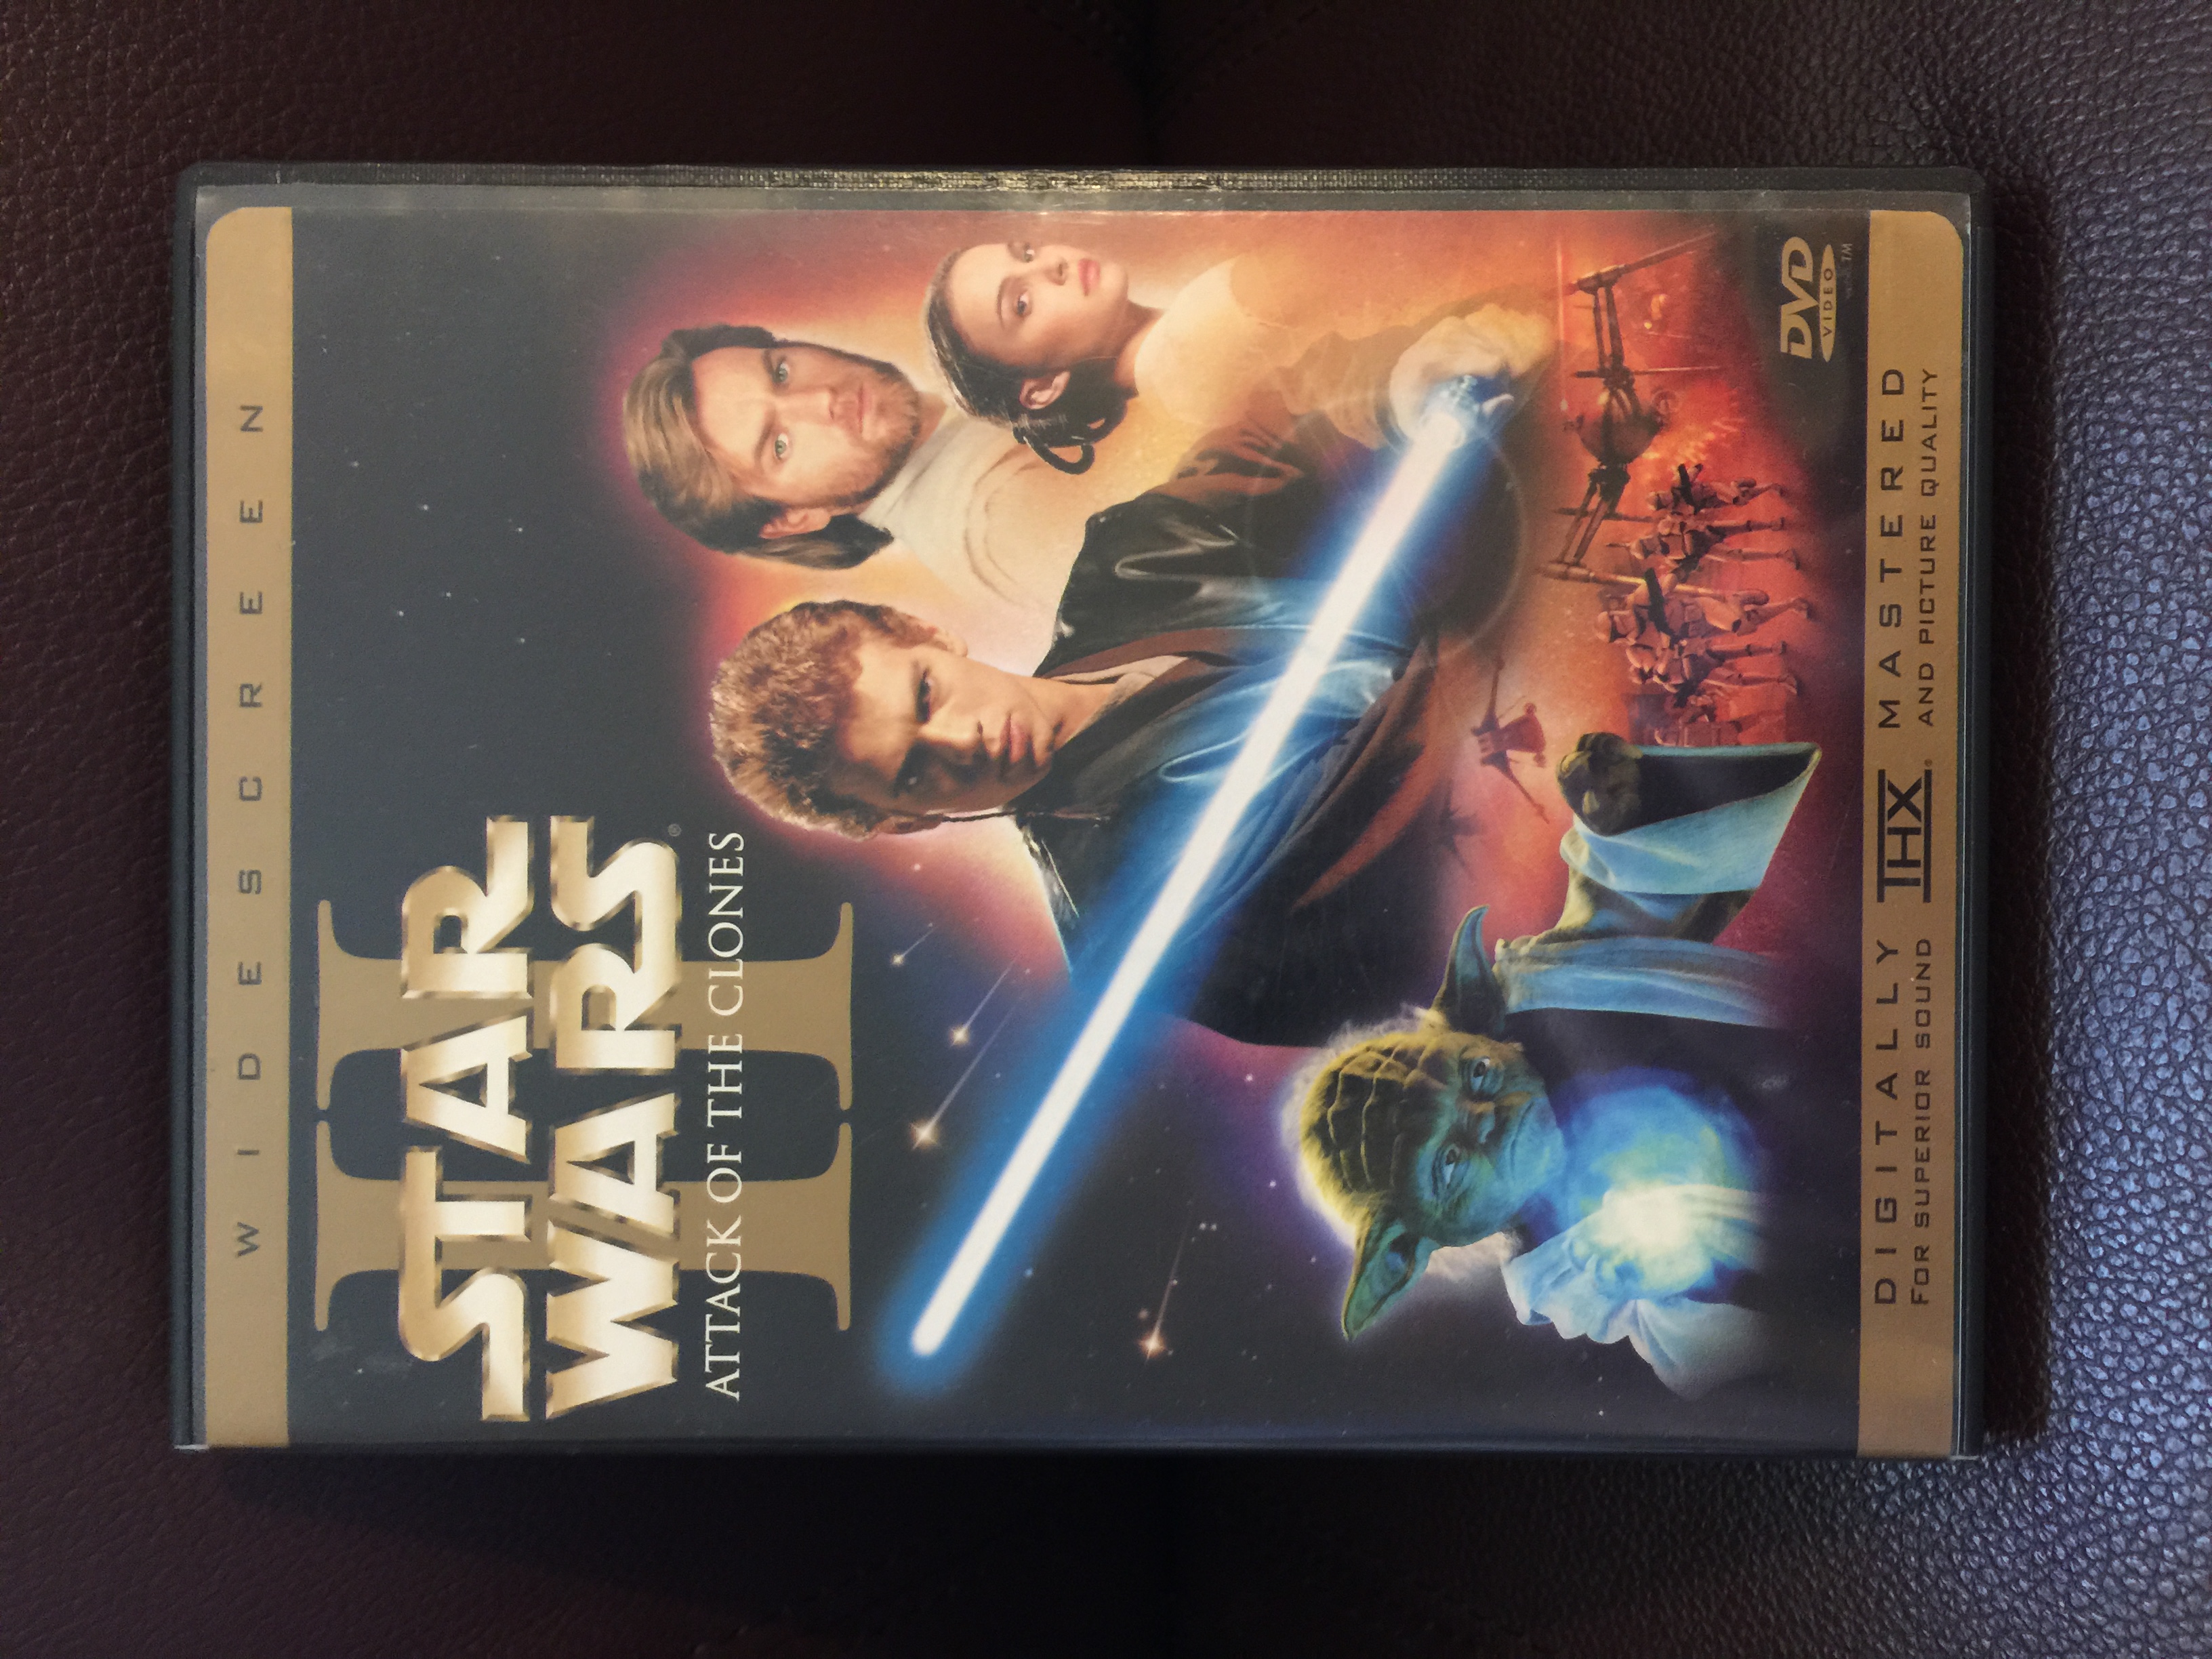 WIDESCREEN
II
STAR
WARS®
ATTACK OF THE CLONES
DVD
VIDEO
TM
DIGITALLY THX® MASTERED
FOR SUPERIOR SOUND AND PICTURE QUALITY